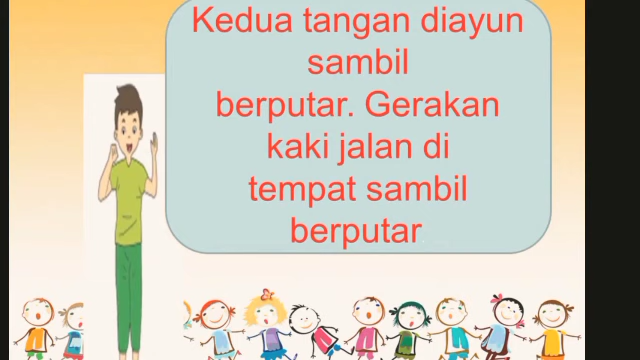 Kedua tangan diayun
sambil
berputar. Gerakan
kaki jalan di
tempat sambil
berputar